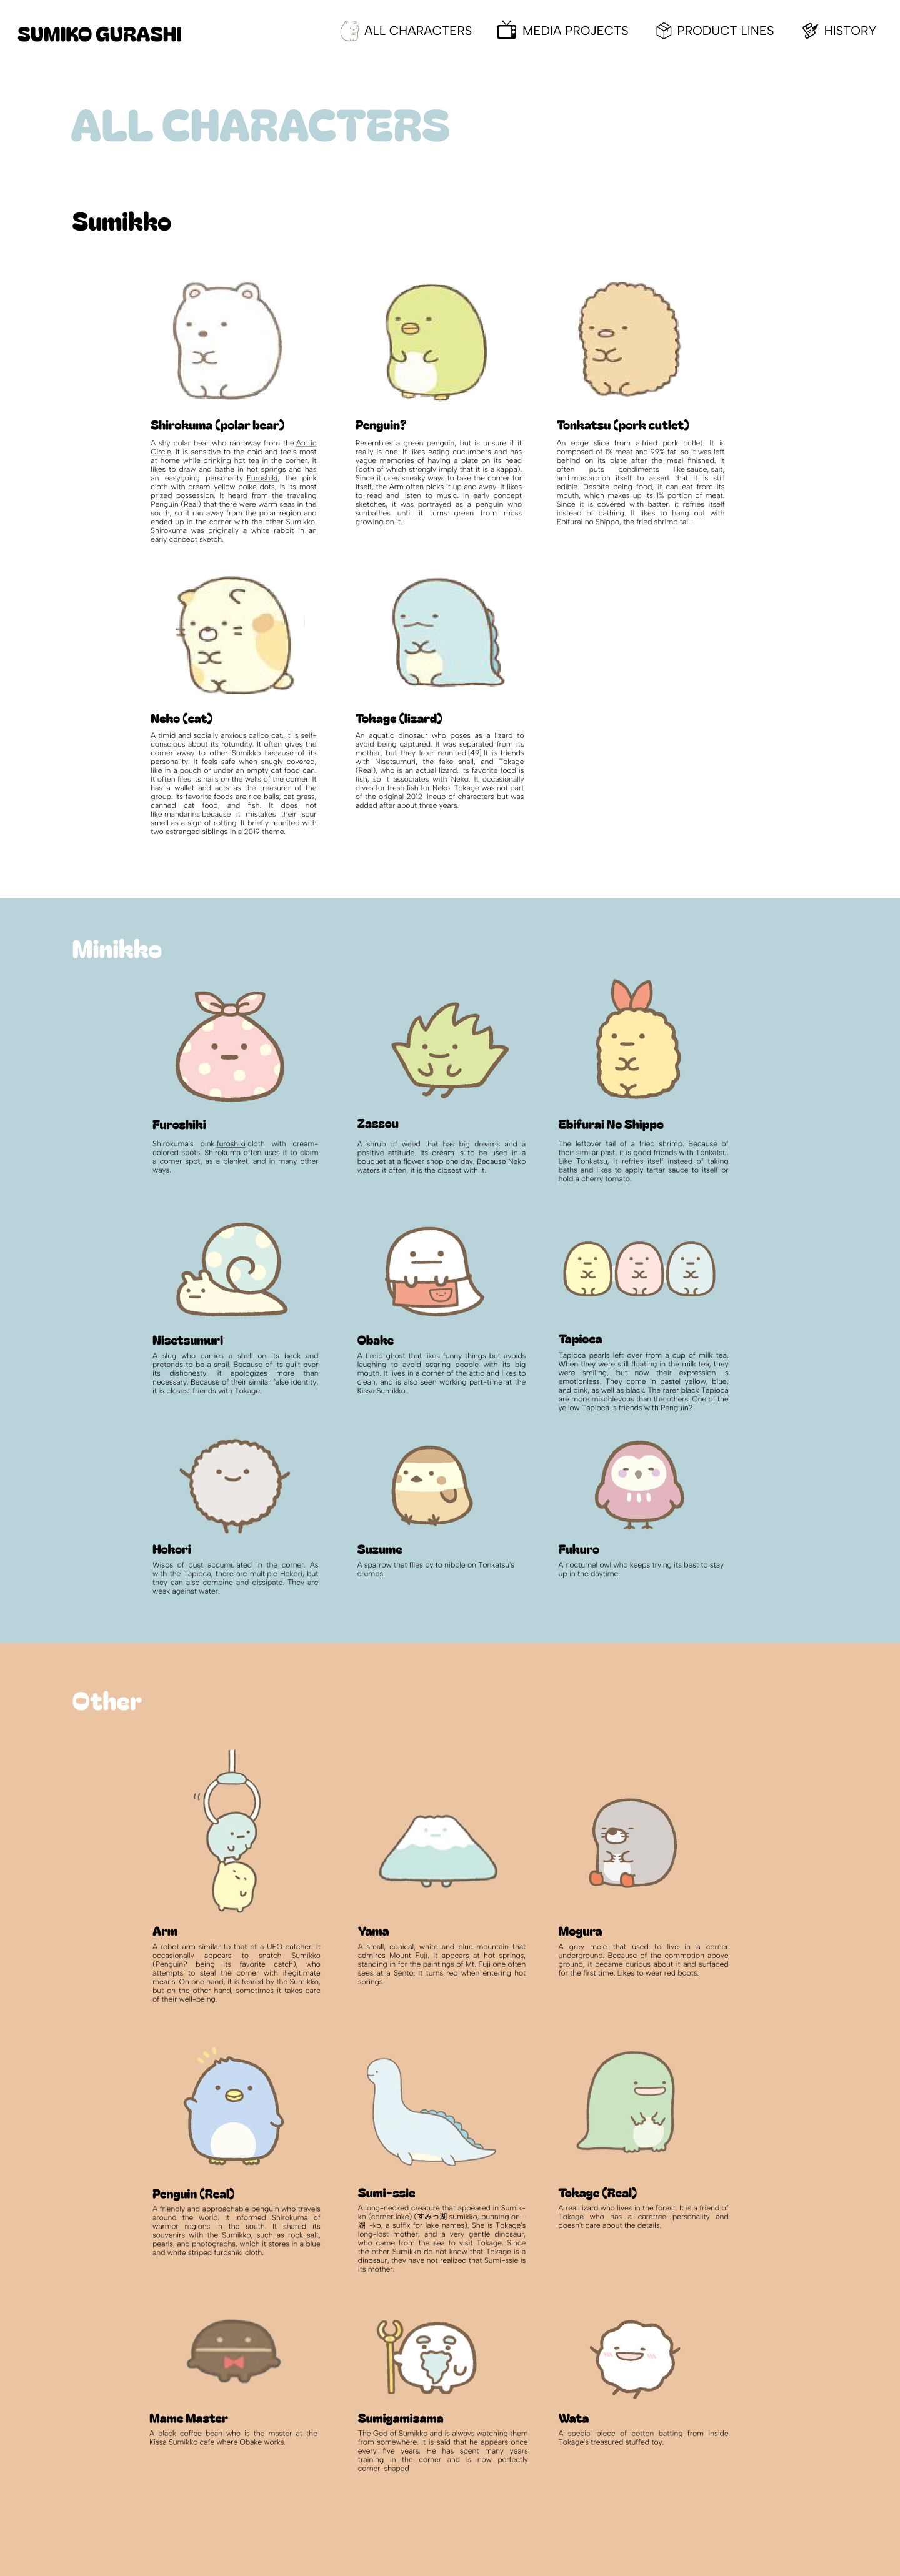 SUMIKO GURASHI
ALL CHARACTERS
MEDIA PROJECTS
PRODUCT LINES
HISTORY
ALL CHARACTERS
Sumikko
Shirokuma (polar bear)
A shy polar bear who ran away from the Arctic
Circle. It is sensitive to the cold and feels most
at home while drinking hot tea in the corner. It
likes to draw and bathe in hot springs and has
an easygoing personality. Furoshiki, the pink
cloth with cream-yellow polka dots, is its most
prized possession. It heard from the traveling
Penguin (Real) that there were warm seas in the
south, so it ran away from the polar region and
ended up in the corner with the other Sumikko.
Shirokuma was originally a white rabbit in an
early concept sketch.
Penguin?
Resembles a green penguin, but is unsure if it
really is one. It likes eating cucumbers and has
vague memories of having a plate on its head
(both of which strongly imply that it is a kappa).
Since it uses sneaky ways to take the corner for
itself, the Arm often picks it up and away. It likes
to read and listen to music. In early concept
sketches, it was portrayed as a penguin who
sunbathes until it turns green from moss
growing on it.
Tonkatsu (pork cutlet)
An edge slice from a fried pork cutlet. It is
composed of 1% meat and 99% fat, so it was left
behind on its plate after the meal finished. It
often puts condiments like sauce, salt,
and mustard on itself to assert that it is still
edible. Despite being food, it can eat from its
mouth, which makes up its 1% portion of meat.
Since it is covered with batter, it refries itself
instead of bathing. It likes to hang out with
Ebifurai no Shippo, the fried shrimp tail.
Neko (cat)
A timid and socially anxious calico cat. It is self-
conscious about its rotundity. It often gives the
corner away to other Sumikko because of its
personality. It feels safe when snugly covered,
like in a pouch or under an empty cat food can.
It often files its nails on the walls of the corner. It
has a wallet and acts as the treasurer of the
group. Its favorite foods are rice balls, cat grass,
canned cat food, and fish. It does not
like mandarins because it mistakes their sour
smell as a sign of rotting. It briefly reunited with
two estranged siblings in a 2019 theme.
Tokage (lizard)
An aquatic dinosaur who poses as a lizard to
avoid being captured. It was separated from its
mother, but they later reunited.[49] It is friends
with Nisetsumuri, the fake snail, and Tokage
(Real), who is an actual lizard. Its favorite food is
fish, so it associates with Neko. It occasionally
dives for fresh fish for Neko. Tokage was not part
of the original 2012 lineup of characters but was
added after about three years.
Minikko
Furoshiki
Shirokuma's pink furoshiki cloth with cream-
colored spots. Shirokuma often uses it to claim
a corner spot, as a blanket, and in many other
ways.
Zassou
A shrub of weed that has big dreams and a
positive attitude. Its dream is to be used in a
bouquet at a flower shop one day. Because Neko
waters it often, it is the closest with it.
Ebifurai No Shippo
The leftover tail of a fried shrimp. Because of
their similar past, it is good friends with Tonkatsu.
Like Tonkatsu, it refries itself instead of taking
baths and likes to apply tartar sauce to itself or
hold a cherry tomato.
Nisetsumuri
A slug who carries a shell on its back and
pretends to be a snail. Because of its guilt over
its dishonesty, it apologizes more than
necessary. Because of their similar false identity,
it is closest friends with Tokage.
Obake
A timid ghost that likes funny things but avoids
laughing to avoid scaring people with its big
mouth. It lives in a corner of the attic and likes to
clean, and is also seen working part-time at the
Kissa Sumikko..
Tapioca
Tapioca pearls left over from a cup of milk tea.
When they were still floating in the milk tea, they
were smiling, but now their expression is
emotionless. They come in pastel yellow, blue,
and pink, as well as black. The rarer black Tapioca
are more mischievous than the others. One of the
yellow Tapioca is friends with Penguin?
Hokori
Wisps of dust accumulated in the corner. As
with the Tapioca, there are multiple Hokori, but
they can also combine and dissipate. They are
weak against water.
Suzume
A sparrow that flies by to nibble on Tonkatsu's
crumbs.
Fukuro
A nocturnal owl who keeps trying its best to stay
up in the daytime.
Other
Arm
A robot arm similar to that of a UFO catcher. It
occasionally appears to snatch Sumikko
(Penguin? being its favorite catch), who
attempts to steal the corner with illegitimate
means. On one hand, it is feared by the Sumikko,
but on the other hand, sometimes it takes care
of their well-being.
Yama
A small, conical, white-and-blue mountain that
admires Mount Fuji. It appears at hot springs,
standing in for the paintings of Mt. Fuji one often
sees at a Sentō. It turns red when entering hot
springs.
Mogura
A grey mole that used to live in a corner
underground. Because of the commotion above
ground, it became curious about it and surfaced
for the first time. Likes to wear red boots.
Penguin (Real)
A friendly and approachable penguin who travels
around the world. It informed Shirokuma of
warmer regions in the south. It shared its
souvenirs with the Sumikko, such as rock salt,
pearls, and photographs, which it stores in a blue
and white striped furoshiki cloth.
Sumi-ssie
A long-necked creature that appeared in Sumik-
ko (corner lake) (すみっ湖 sumikko, punning on -
湖 -ko, a suffix for lake names). She is Tokage's
long-lost mother, and a very gentle dinosaur,
who came from the sea to visit Tokage. Since
the other Sumikko do not know that Tokage is a
dinosaur, they have not realized that Sumi-ssie is
its mother.
Tokage (Real)
A real lizard who lives in the forest. It is a friend of
Tokage who has a carefree personality and
doesn't care about the details.
Mame Master
A black coffee bean who is the master at the
Kissa Sumikko cafe where Obake works.
Sumigamisama
The God of Sumikko and is always watching them
from somewhere. It is said that he appears once
every five years. He has spent many years
training in the corner and is now perfectly
corner-shaped
Wata
A special piece of cotton batting from inside
Tokage's treasured stuffed toy.